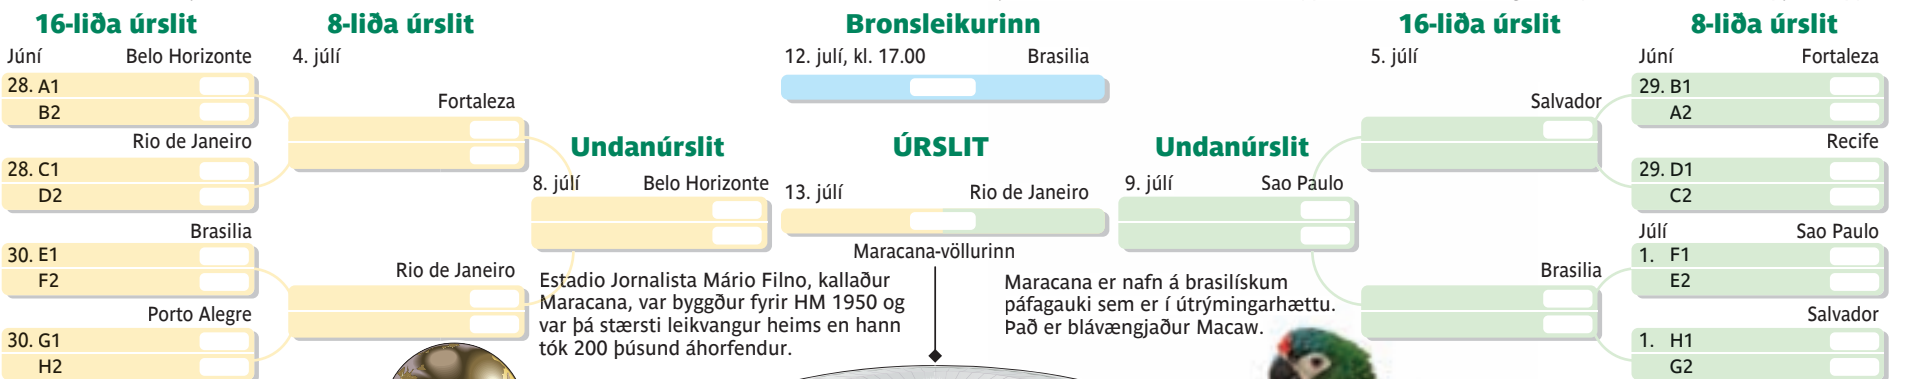 16-liða úrslit
Júní Belo Horizonte
28. A1
B2
Rio de Janeiro
28. C1
D2
Brasilia
30. E1
F2
Porto Alegre
30. G1
H2
8-liða úrslit
4. júlí
Fortaleza
Rio de Janeiro
Undanúrslit
8. júlí Belo Horizonte
Estadio Jornalista Mário Filno, kallaður
Maracana, var byggður fyrir HM 1950 og
var þá stærsti leikvangur heims en hann
tók 200 þúsund áhorfendur.
Bronsleikurinn
12. julí, kl. 17.00 Brasilia
ÚRSLIT
13. júlí Rio de Janeiro
Maracana-völlurinn
Undanúrslit
9. júlí Sao Paulo
Maracana er nafn á brasilískum
páfagauki sem er í útrýmingarhættu.
Það er blávængjaður Macaw.
16-liða úrslit
5. júlí
Salvador
Brasilia
8-liða úrslit
Júní Fortaleza
29. B1
A2
Recife
29. D1
C2
Júlí Sao Paulo
1. F1
E2
Salvador
1. H1
G2